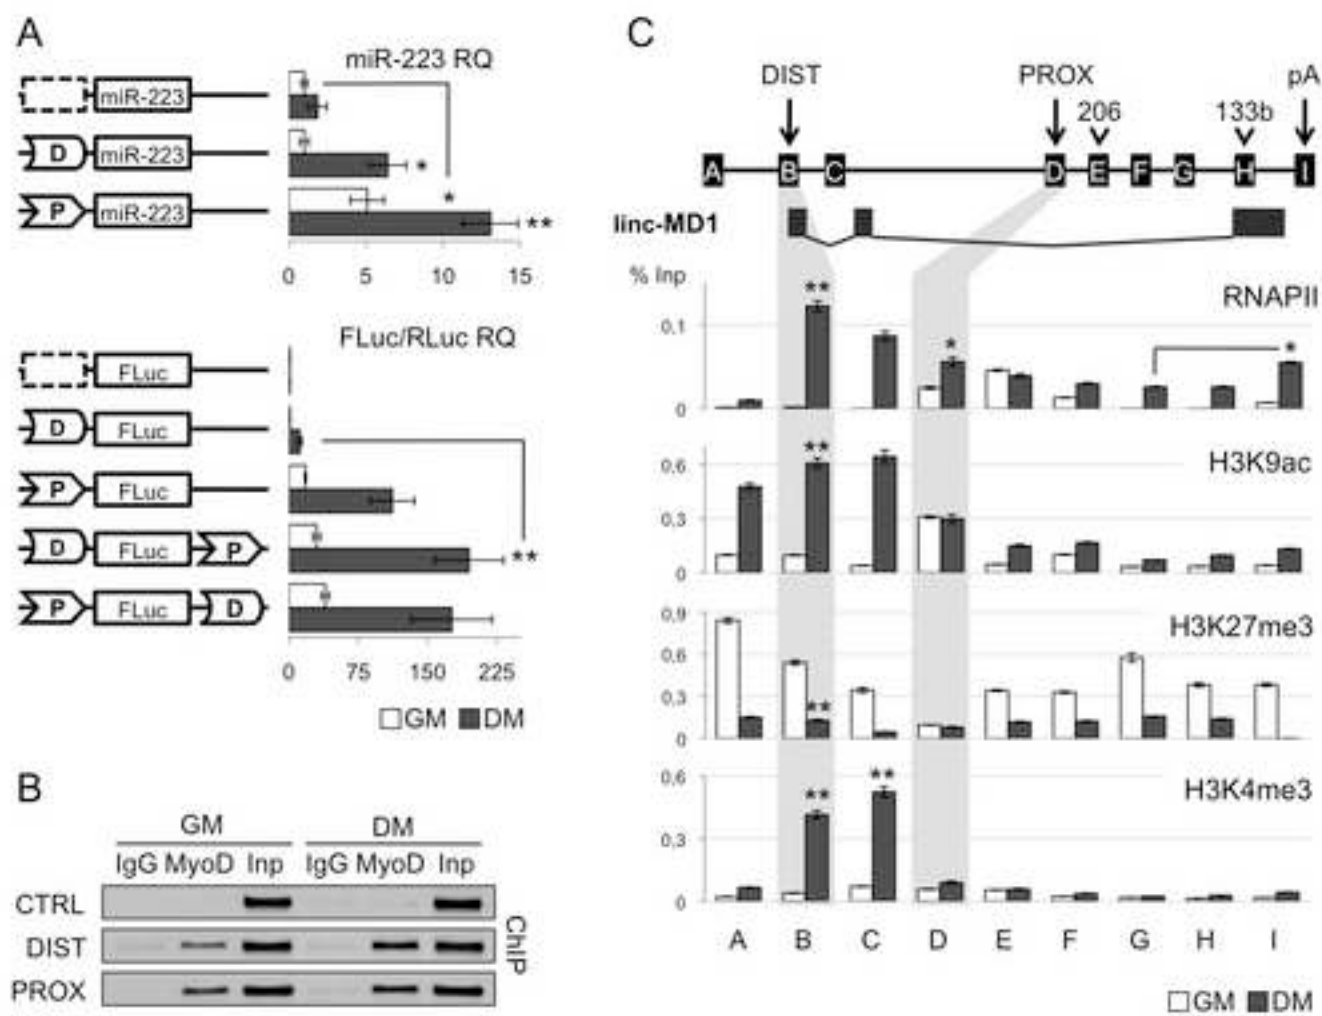 A
miR-223 RQ
miR-223
D miR-223 *
P miR-223 * **
0 5 10 15
FLuc/RLuc RQ
FLuc
D FLuc
P FLuc
D FLuc P **
P FLuc D
0 75 150 225
GM DM
B
GM DM
IgG MyoD Inp IgG MyoD Inp
CTRL
DIST
PROX
ChIP
C
DIST PROX pA
206 133b
A B C D E F G H I
linc-MD1
% Inp
RNAPII
** * *
0.1
0
H3K9ac
**
0.6
0.3
0
H3K27me3
0.9
0.6
0.3
**
0
H3K4me3
0.6
** **
0.3
0
A B C D E F G H I
GM DM